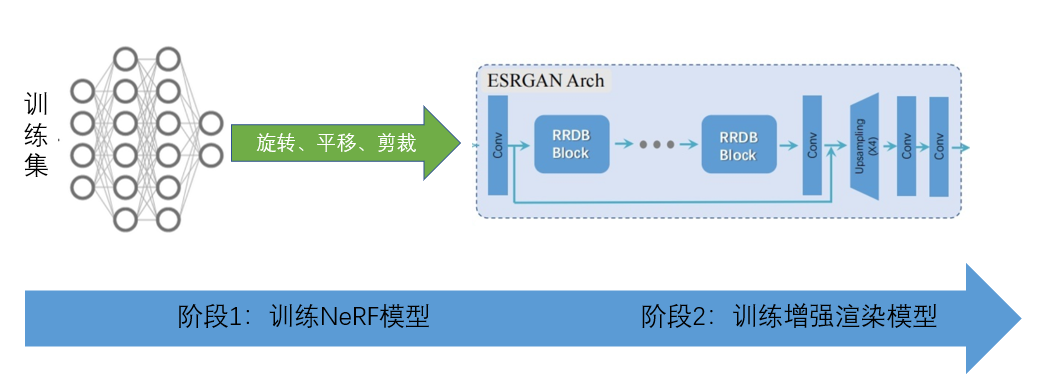 训
练
集
旋转、平移、剪裁
ESRGAN Arch
Conv
RRDB
Block
RRDB
Block
Conv
Upsampling
(X4)
Conv
Conv
阶段1：训练NeRF模型
阶段2：训练增强渲染模型